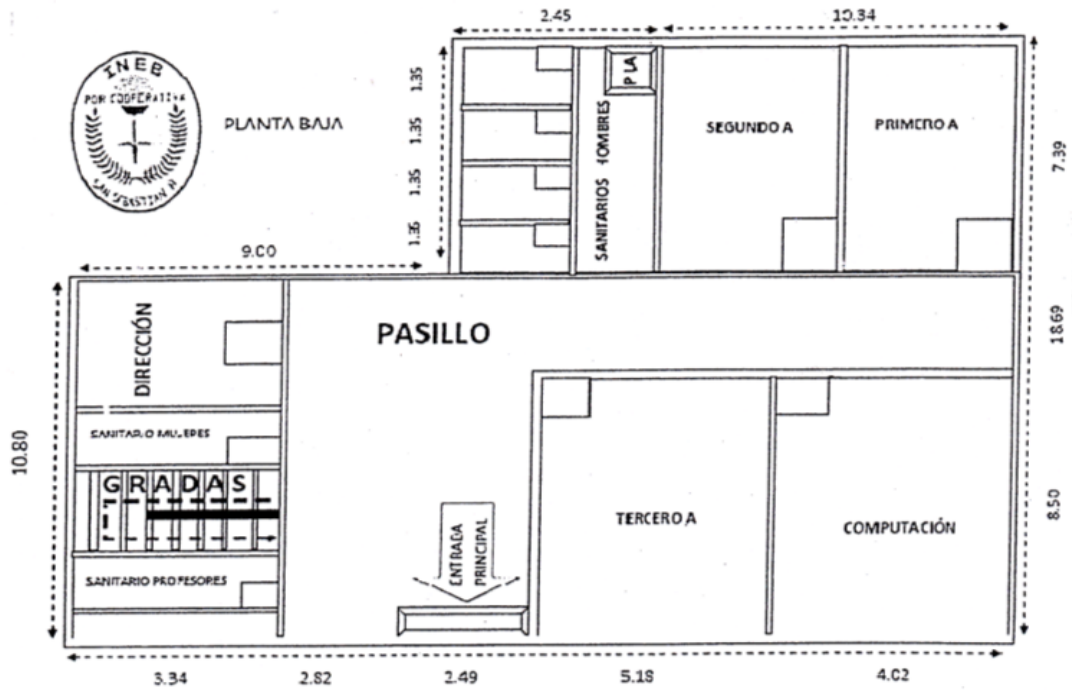 2.45
10.34
INEB
POR COOPERATIVA
SAN SEBASTIAN H
PLANTA BAJA
1.35
1.35
1.35
1.35
PLA
SANITARIOS HOMBRES
SEGUNDO A
PRIMERO A
7.39
9.00
DIRECCIÓN
PASILLO
18.69
10.80
SANITARIO MUJERES
GRADAS
SANITARIO PROFESORES
ENTRADA
PRINCIPAL
TERCERO A
COMPUTACIÓN
8.50
3.34
2.82
2.49
5.18
4.02